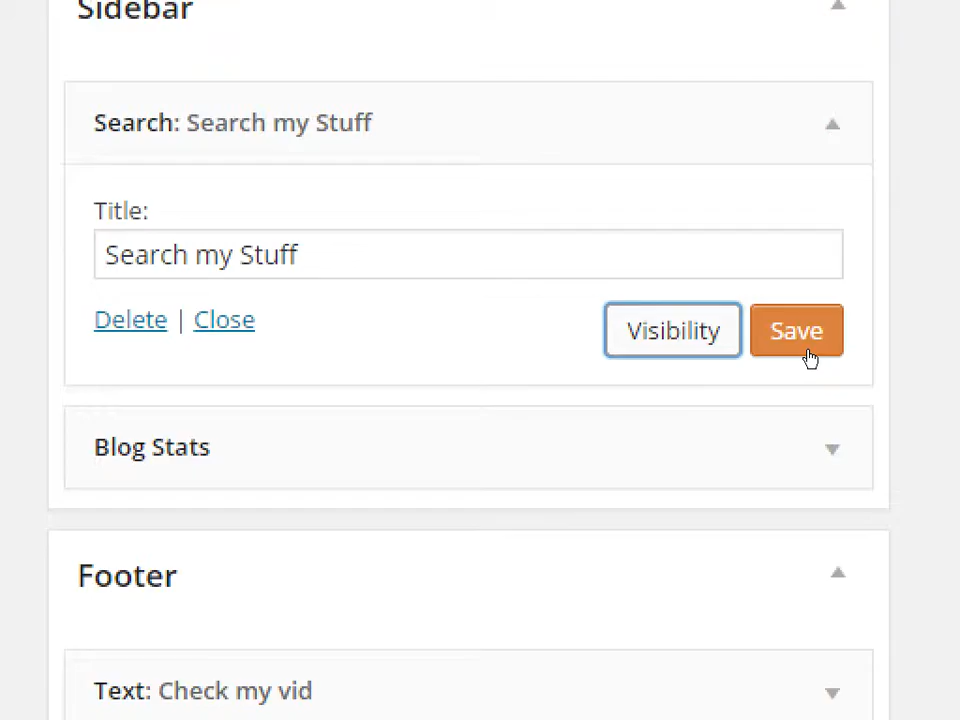 Sidebar
Search: Search my Stuff
Title:
Search my Stuff
Delete | Close
Visibility
Save
Blog Stats
Footer
Text: Check my vid